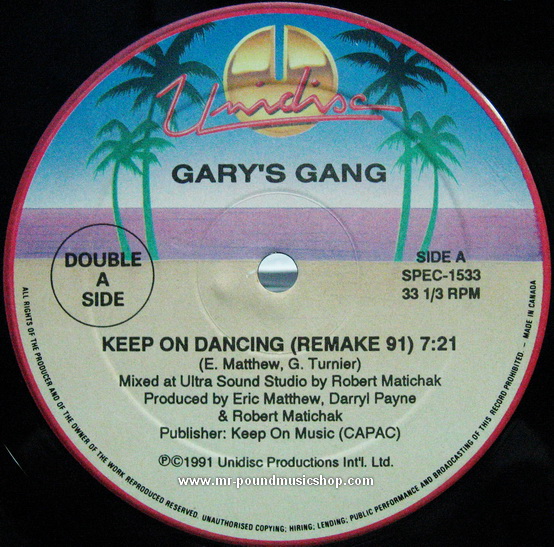 Unidisc
GARY'S GANG
DOUBLE
A
SIDE
SIDE A
SPEC-1533
33 1/3 RPM
KEEP ON DANCING (REMAKE 91) 7:21
(E. Matthew, G. Turnier)
Mixed at Ultra Sound Studio by Robert Matichak
Produced by Eric Matthew, Darryl Payne
& Robert Matichak
Publisher: Keep On Music (CAPAC)
℗©1991 Unidisc Productions Int'l. Ltd.
www.mr-poundmusicshop.com
ALL RIGHTS OF THE PRODUCER AND OF THE OWNER OF THE WORK REPRODUCED RESERVED. UNAUTHORISED COPYING; HIRING; LENDING; PUBLIC PERFORMANCE AND BROADCASTING OF THIS RECORD PROHIBITED. – MADE IN CANADA